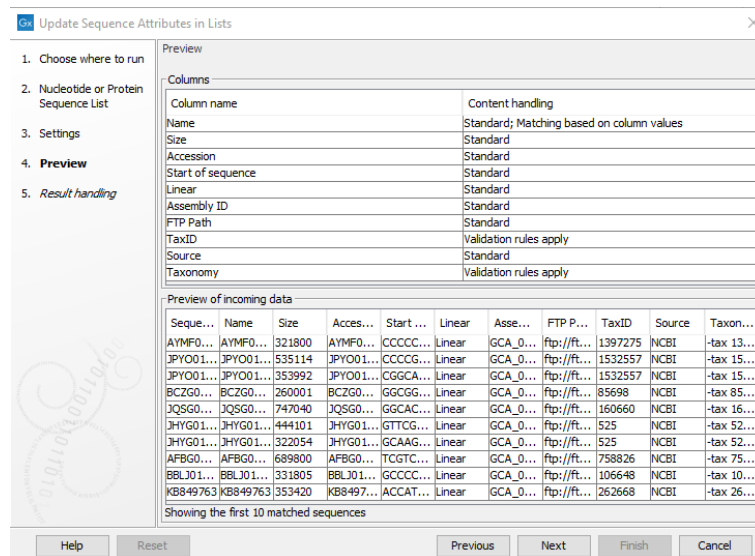 Gx Update Sequence Attributes in Lists
1. Choose where to run
2. Nucleotide or Protein
Sequence List
3. Settings
4. Preview
5. Result handling
Preview
Columns
Column name Content handling
Name Standard; Matching based on column values
Size Standard
Accession Standard
Start of sequence Standard
Linear Standard
Assembly ID Standard
FTP Path Standard
TaxID Validation rules apply
Source Standard
Taxonomy Validation rules apply
Preview of incoming data
Seque... Name Size Acces... Start ... Linear Asse... FTP P... TaxID Source Taxon...
AYMF0... AYMF0... 321800 AYMF0... CCCCC... Linear GCA_0... ftp://ft... 1397275 NCBI -tax 13...
JPYO01... JPYO01... 535114 JPYO01... CCCCG... Linear GCA_0... ftp://ft... 1532557 NCBI -tax 15...
JPYO01... JPYO01... 353992 JPYO01... CGGCA... Linear GCA_0... ftp://ft... 1532557 NCBI -tax 15...
BCZG0... BCZG0... 260001 BCZG0... GGCGG... Linear GCA_0... ftp://ft... 85698 NCBI -tax 85...
JQSG0... JQSG0... 747040 JQSG0... GGCAC... Linear GCA_0... ftp://ft... 160660 NCBI -tax 16...
JHYG01... JHYG01... 444101 JHYG01... GTTCG... Linear GCA_0... ftp://ft... 525 NCBI -tax 52...
JHYG01... JHYG01... 322054 JHYG01... GCAAG... Linear GCA_0... ftp://ft... 525 NCBI -tax 52...
AFBG0... AFBG0... 689800 AFBG0... TCGTC... Linear GCA_0... ftp://ft... 758826 NCBI -tax 75...
BBLJ01... BBLJ01... 331805 BBLJ01... GCCCC... Linear GCA_0... ftp://ft... 106648 NCBI -tax 10...
KB849763 KB849763 353420 KB8497... ACCAT... Linear GCA_0... ftp://ft... 262668 NCBI -tax 26...
Showing the first 10 matched sequences
Help Reset Previous Next Finish Cancel